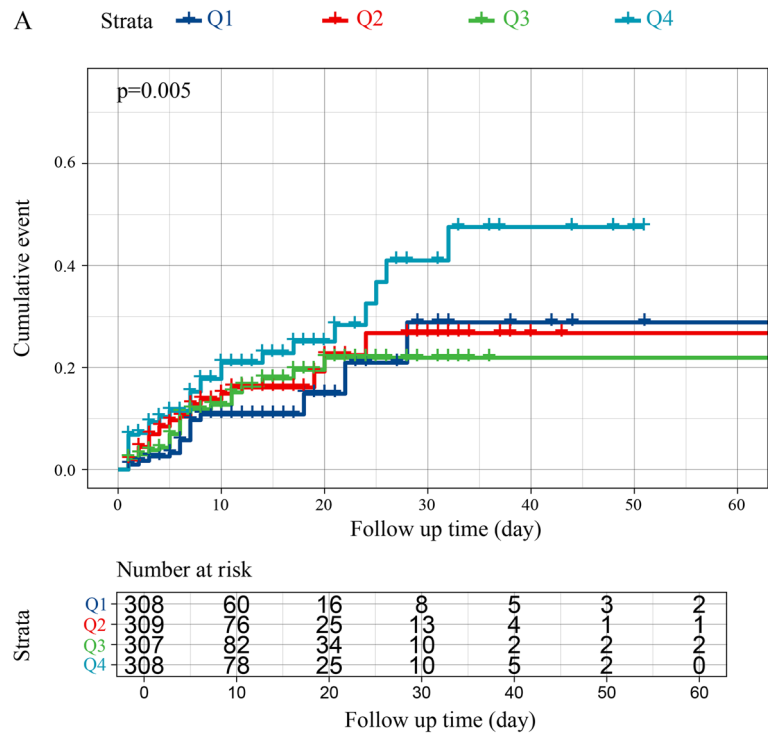 A Strata Q1 Q2 Q3 Q4
p=0.005
0.6
0.4
0.2
0.0
Cumulative event
0 10 20 30 40 50 60
Follow up time (day)
Number at risk
Strata
Q1 308 60 16 8 5 3 2
Q2 309 76 25 13 4 1 1
Q3 307 82 34 10 2 2 2
Q4 308 78 25 10 5 2 0
0 10 20 30 40 50 60
Follow up time (day)